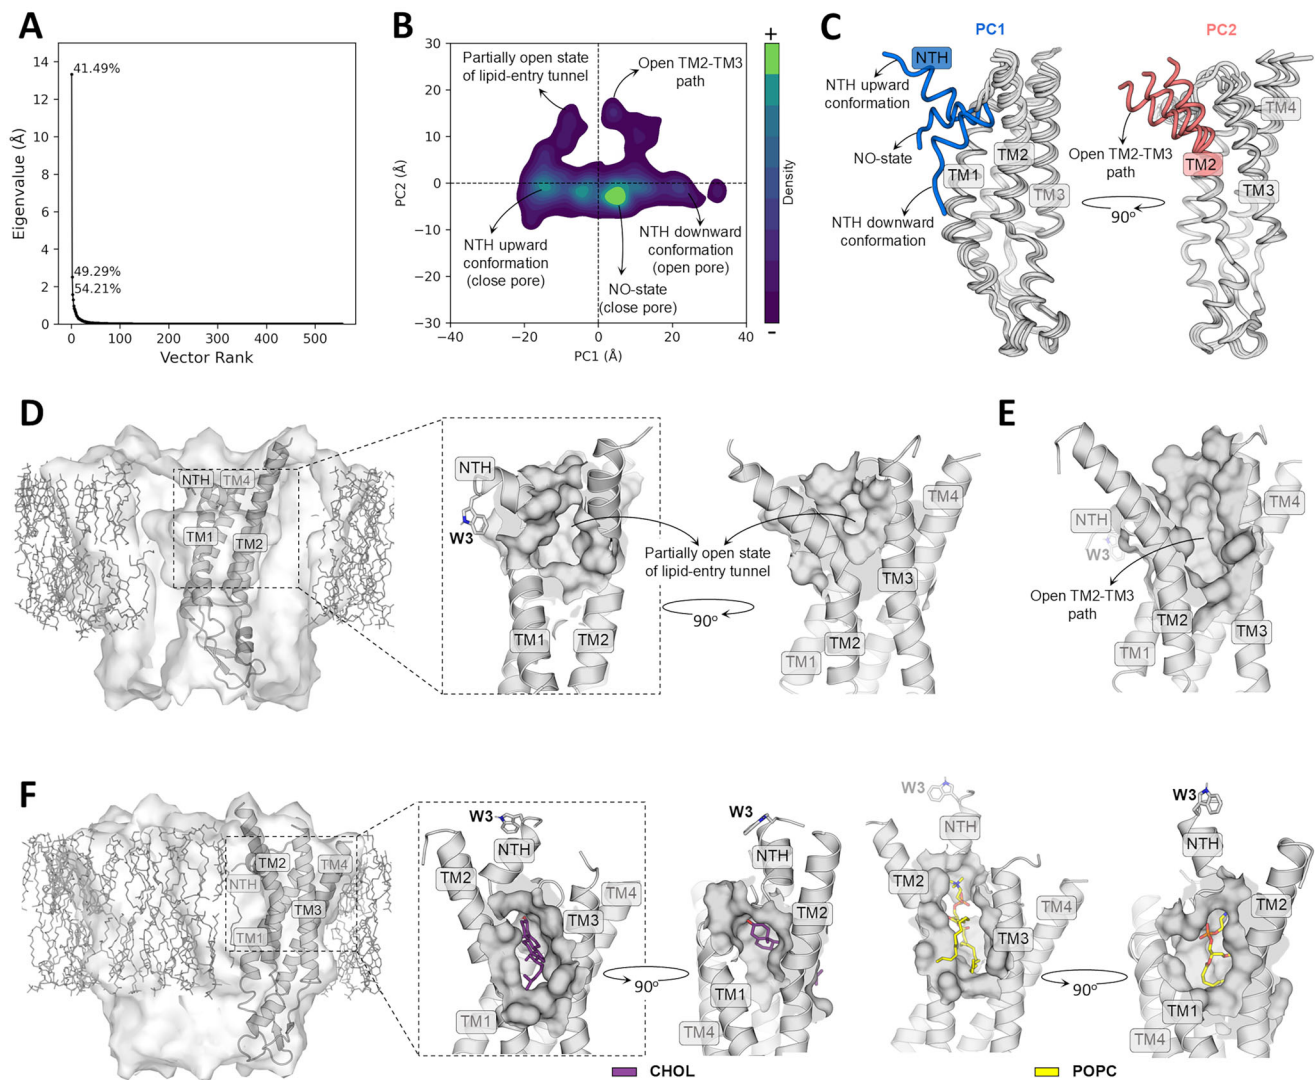 A
14
12
10
8
6
4
2
0
Eigenvalue (Å)
41.49%
49.29%
54.21%
0
100
200
300
400
500
Vector Rank
B
30
20
10
0
−10
−20
−30
PC2 (Å)
Partially open state
of lipid-entry tunnel
Open TM2-TM3
path
NTH upward
conformation
(close pore)
NTH downward
conformation
(open pore)
NO-state
(close pore)
−40
−20
0
20
40
PC1 (Å)
+
Density
-
C
PC1
NTH
NTH upward
conformation
NO-state
TM1
TM2
TM3
NTH downward
conformation
90º
PC2
TM4
Open TM2-TM3
path
TM2
TM3
D
NTH
TM4
TM1
TM2
NTH
W3
TM1
TM2
Partially open state
of lipid-entry tunnel
90º
TM4
TM3
TM2
TM1
E
TM4
NTH
W3
Open TM2-TM3
path
TM2
TM3
TM1
F
TM2
TM4
NTH
TM3
TM1
W3
NTH
TM2
TM4
TM3
TM1
90º
W3
NTH
TM2
TM1
TM4
W3
NTH
TM2
TM4
TM3
90º
W3
NTH
TM2
TM1
TM4
CHOL
POPC